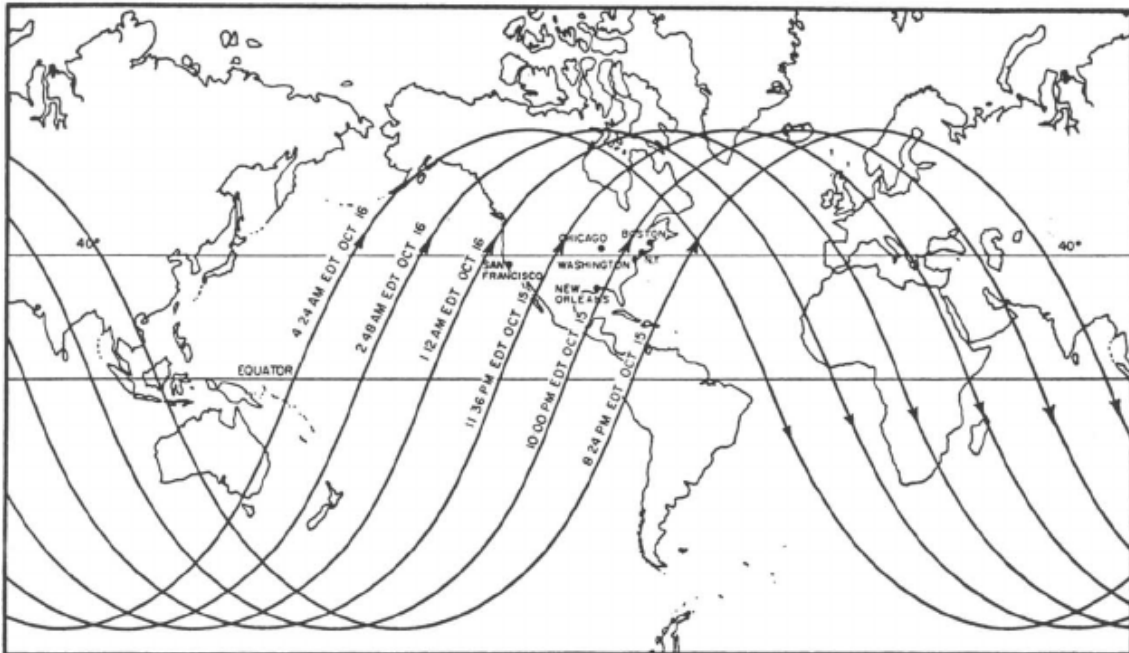 40°
40°
CHICAGO
BOSTON
SAN
FRANCISCO
WASHINGTON
N.Y.
NEW
ORLEANS
EQUATOR
4 24 AM EDT OCT 16
2:48 AM EDT OCT 16
1 12 AM EDT OCT 16
11 36 PM EDT OCT 15
10 00 PM EDT OCT 15
8 24 PM EDT OCT 15